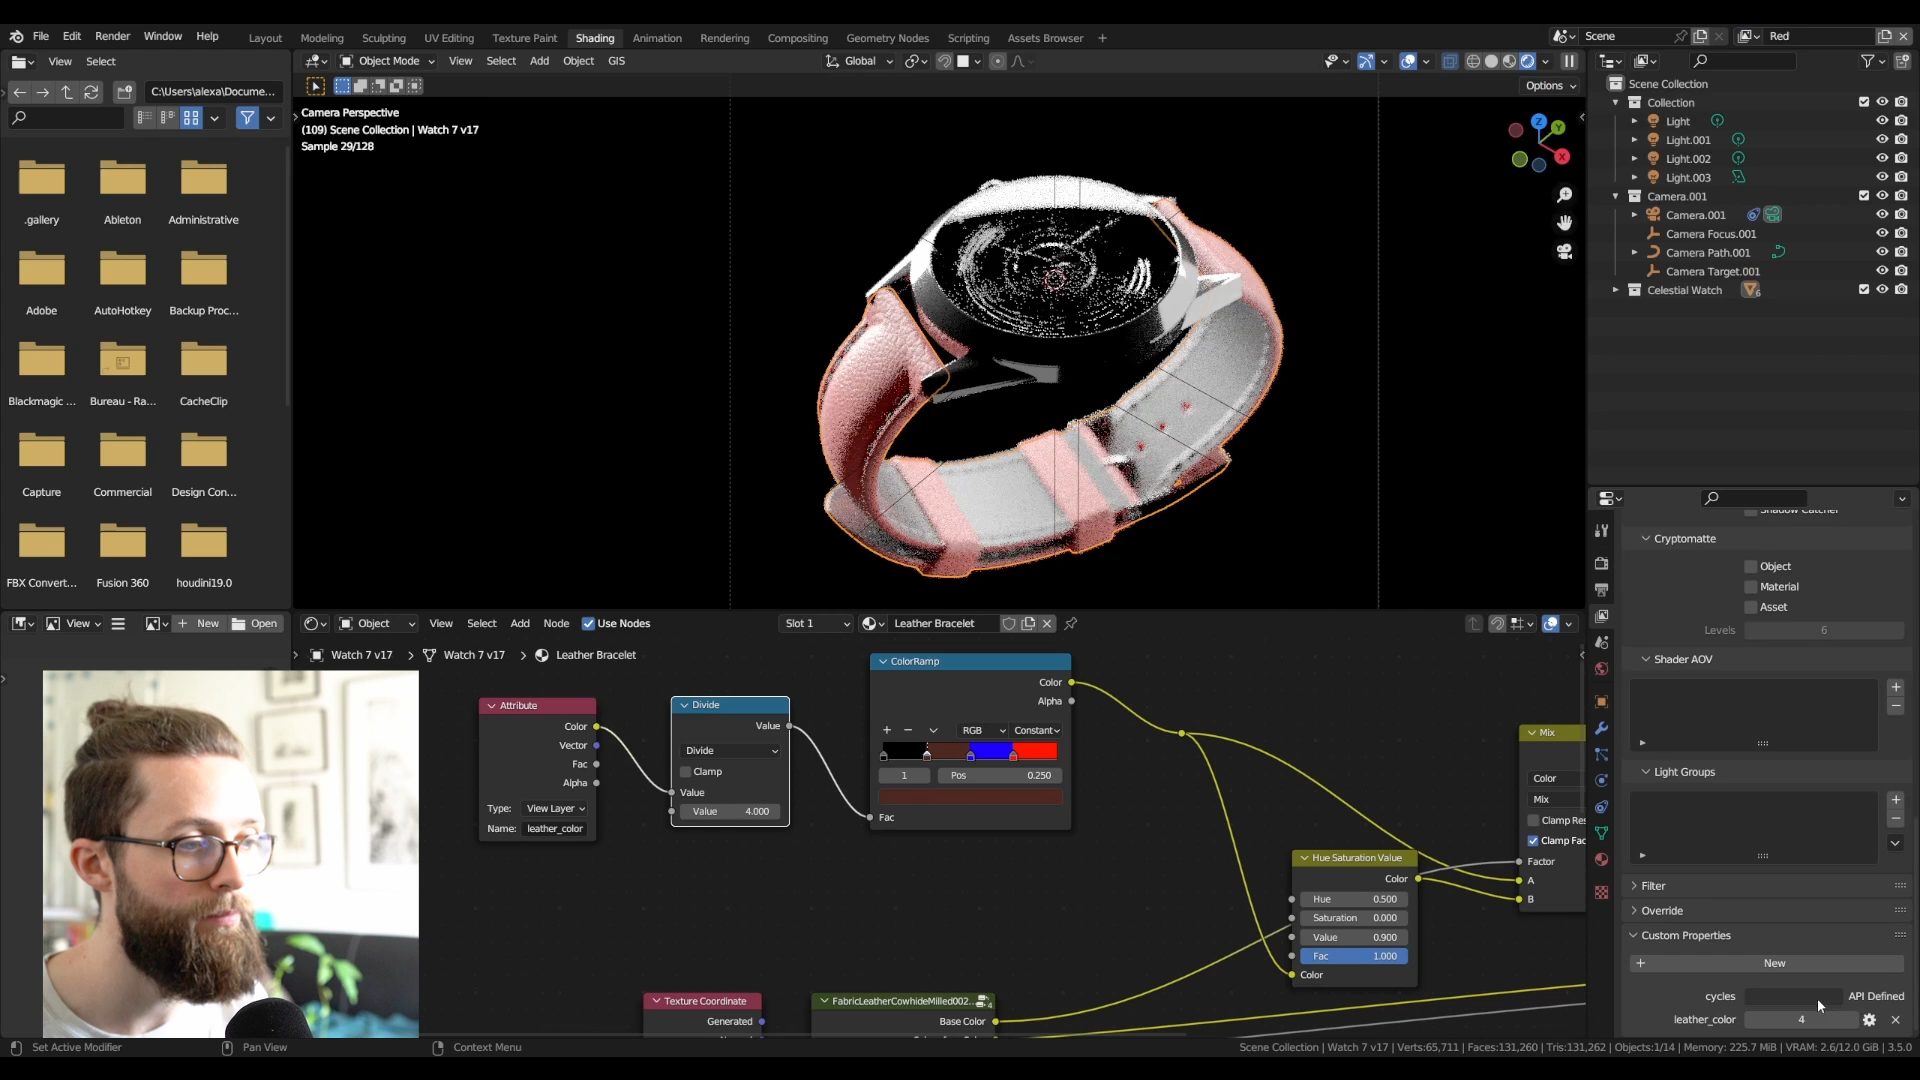 File Edit Render Window Help
Layout Modeling Sculpting UV Editing Texture Paint Shading Animation Rendering Compositing Geometry Nodes Scripting Asset Browser +
Scene
Red
View Select
Object Mode View Select Add Object GIS
Global
C:\Users\alexa\Docume...
Options
Camera Perspective
(109) Scene Collection | Watch 7 v17
Sample 29/128
Z
Y
X
.gallery Ableton Administrative
Adobe AutoHotkey Backup Proc...
Blackmagic ... Bureau - Ra... CacheClip
Capture Commercial Design Con...
FBX Convert... Fusion 360 houdini19.0
Scene Collection
Collection
Light
Light.001
Light.002
Light.003
Camera.001
Camera.001
Camera Focus.001
Camera Path.001
Camera Target.001
Celestial Watch 6
Shadow Catcher
Cryptomatte
Object
Material
Asset
Levels 6
Shader AOV
Light Groups
Filter
Override
Custom Properties
New
cycles API Defined
leather_color 4
View New Open
Object View Select Add Node Use Nodes Slot 1 Leather Bracelet
Watch 7 v17 > Watch 7 v17 > Leather Bracelet
Attribute
Color
Vector
Fac
Alpha
Type: View Layer
Name: leather_color
Divide
Value
Divide
Clamp
Value
Value 4.000
ColorRamp
Color
Alpha
RGB Constant
1 Pos 0.250
Fac
Hue Saturation Value
Color
Hue 0.500
Saturation 0.000
Value 0.900
Fac 1.000
Color
Mix
Color
Mix
Clamp Res
Clamp Fac
Factor
A
B
Texture Coordinate
Generated
FabricLeatherCowhideMilled002... 4
Base Color
Set Active Modifier Pan View Context Menu
Scene Collection | Watch 7 v17 | Verts:65,711 | Faces:131,260 | Tris:131,262 | Objects:1/14 | Memory: 225.7 MiB | VRAM: 2.6/12.0 GiB | 3.5.0